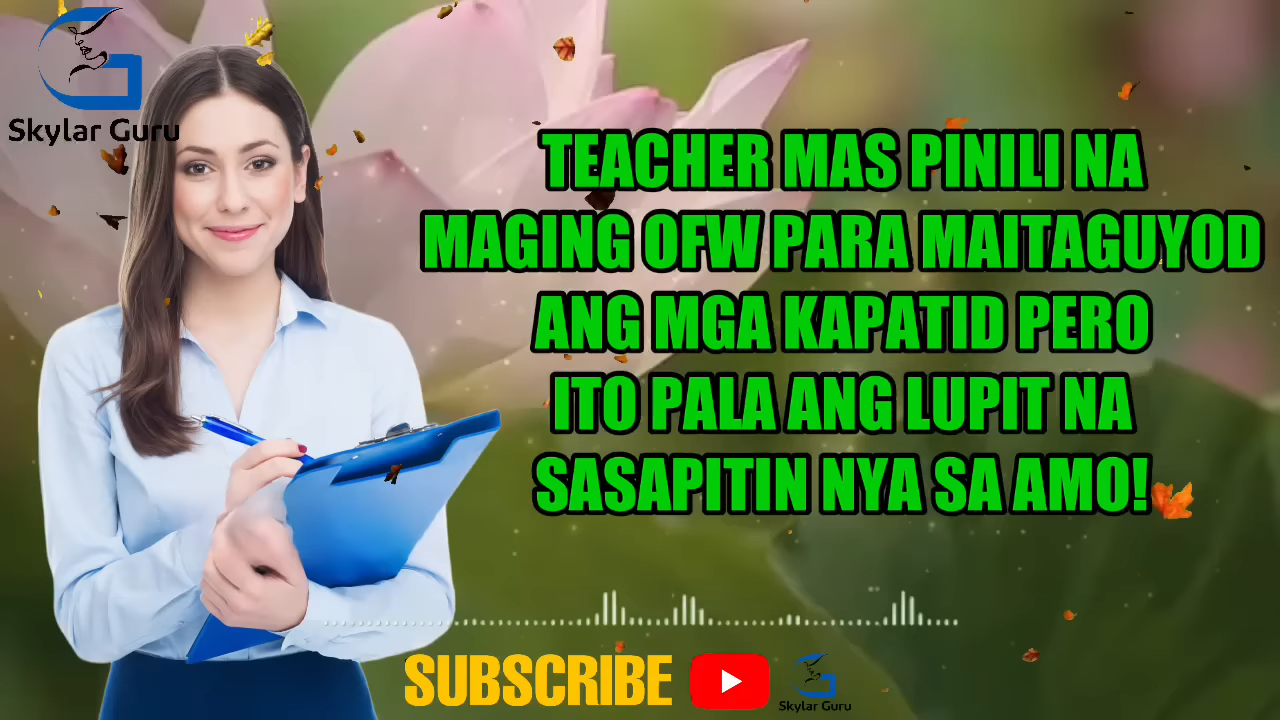 Skylar Guru
TEACHER MAS PINILI NA
MAGING OFW PARA MAITAGUYOD
ANG MGA KAPATID PERO
ITO PALA ANG LUPIT NA
SASAPITIN NYA SA AMO!
SUBSCRIBE
Skylar Guru